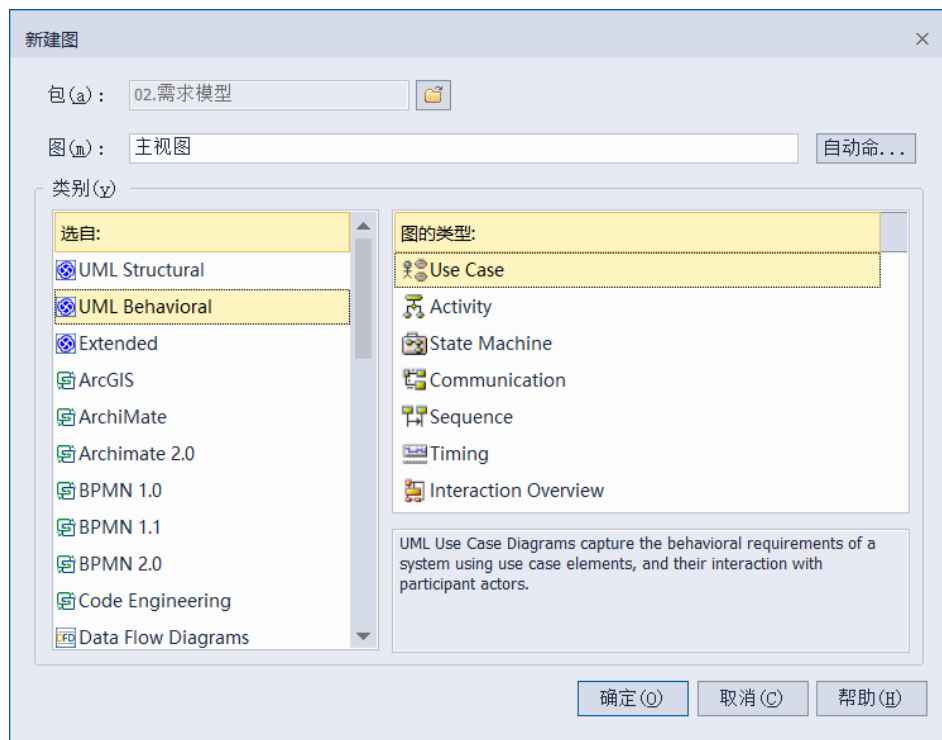 新建图
包(a)：
02.需求模型
图(m)：
主视图
自动命...
类别(y)
选自:
UML Structural
UML Behavioral
Extended
ArcGIS
ArchiMate
Archimate 2.0
BPMN 1.0
BPMN 1.1
BPMN 2.0
Code Engineering
DFD
Data Flow Diagrams
图的类型:
Use Case
Activity
State Machine
Communication
Sequence
Timing
Interaction Overview
UML Use Case Diagrams capture the behavioral requirements of a
system using use case elements, and their interaction with
participant actors.
确定(O)
取消(C)
帮助(H)